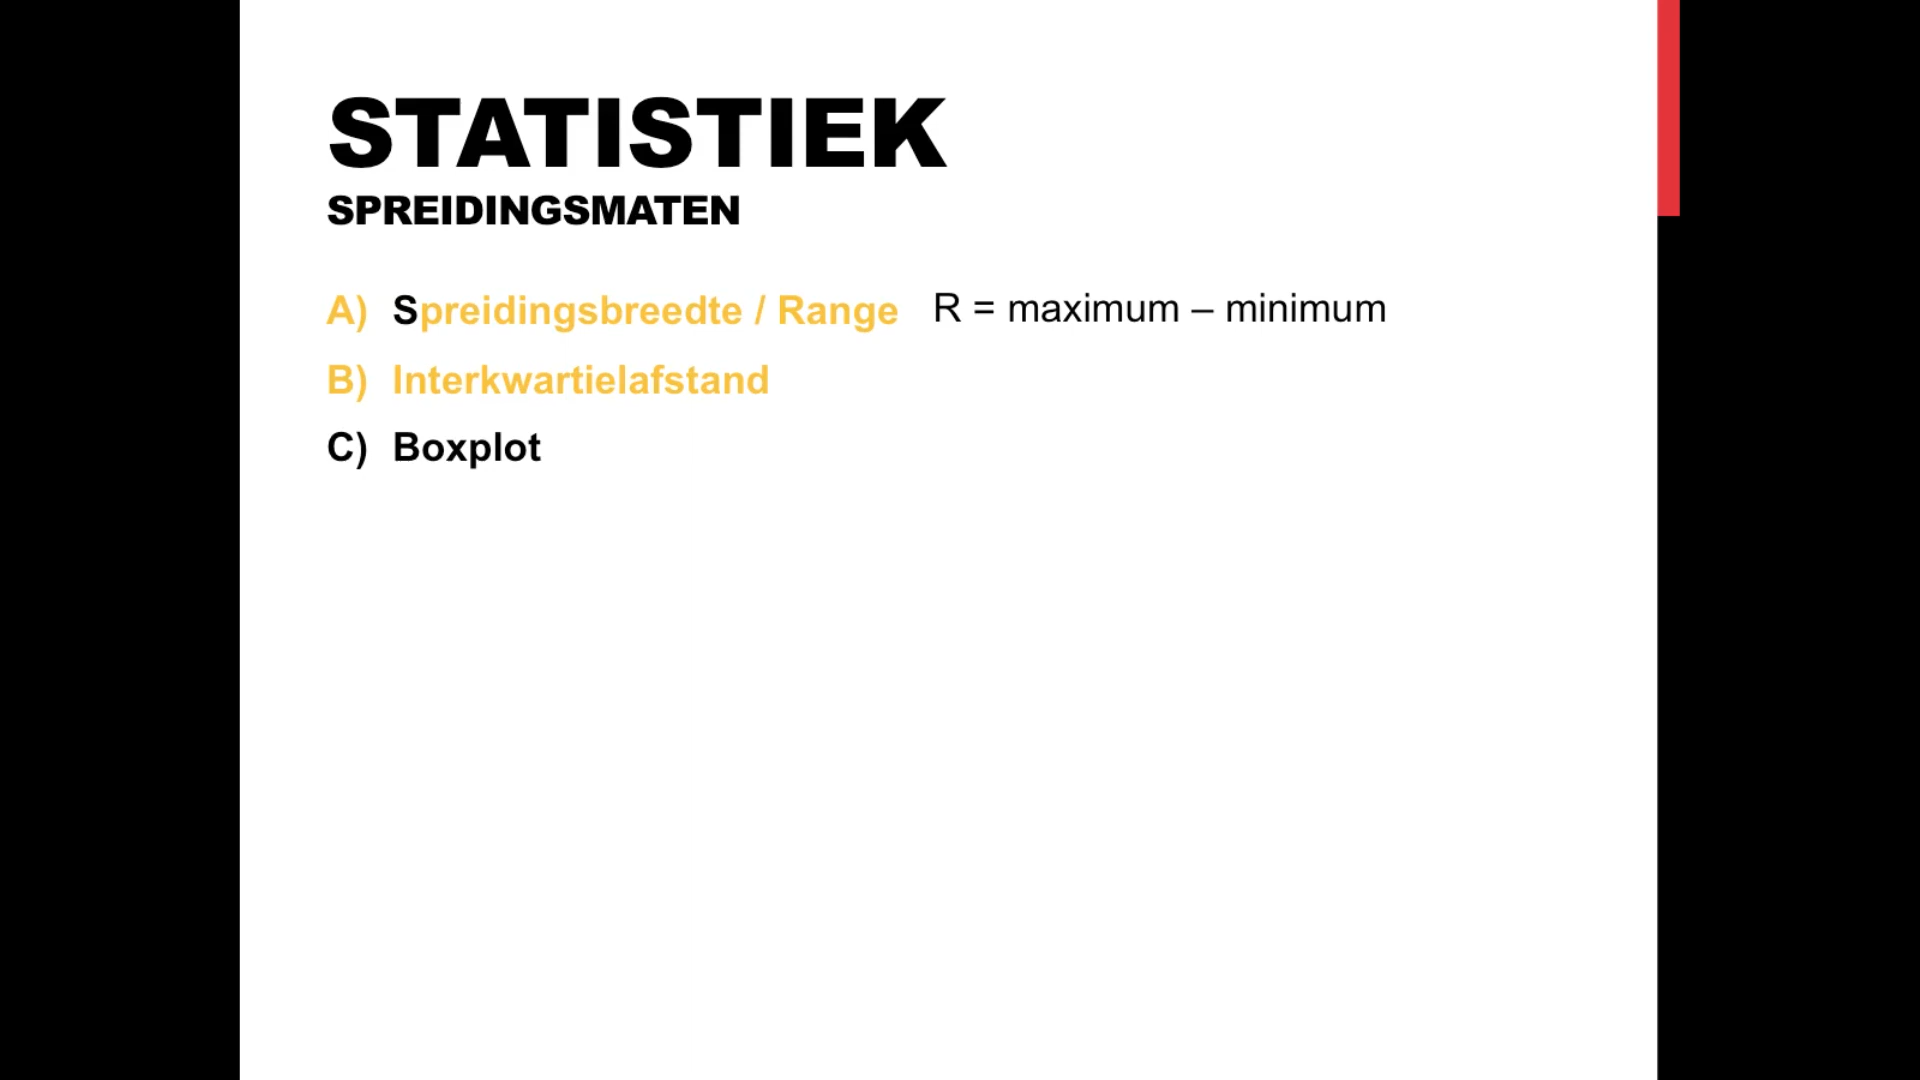 STATISTIEK
SPREIDINGSMATEN
A) Spreidingsbreedte / Range R = maximum – minimum
B) Interkwartielafstand
C) Boxplot